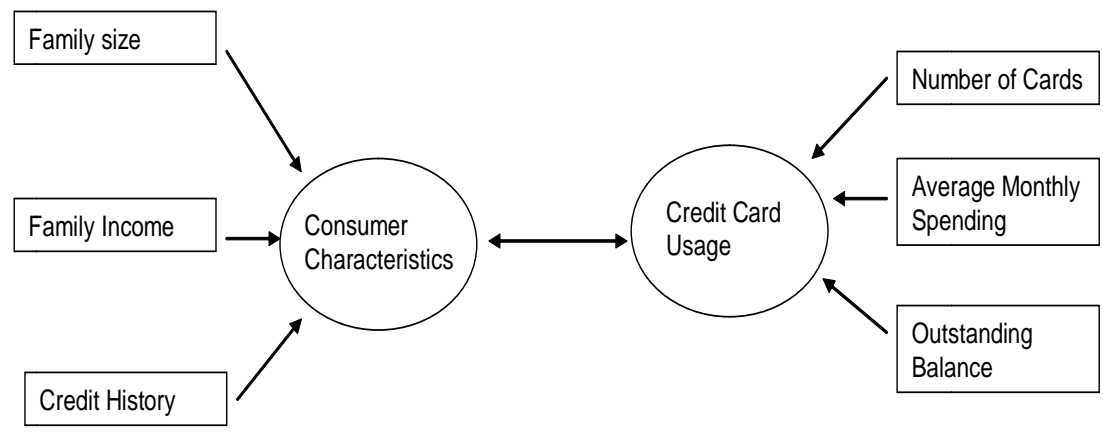 Family size
Family Income
Credit History
Consumer
Characteristics
Credit Card
Usage
Number of Cards
Average Monthly
Spending
Outstanding
Balance